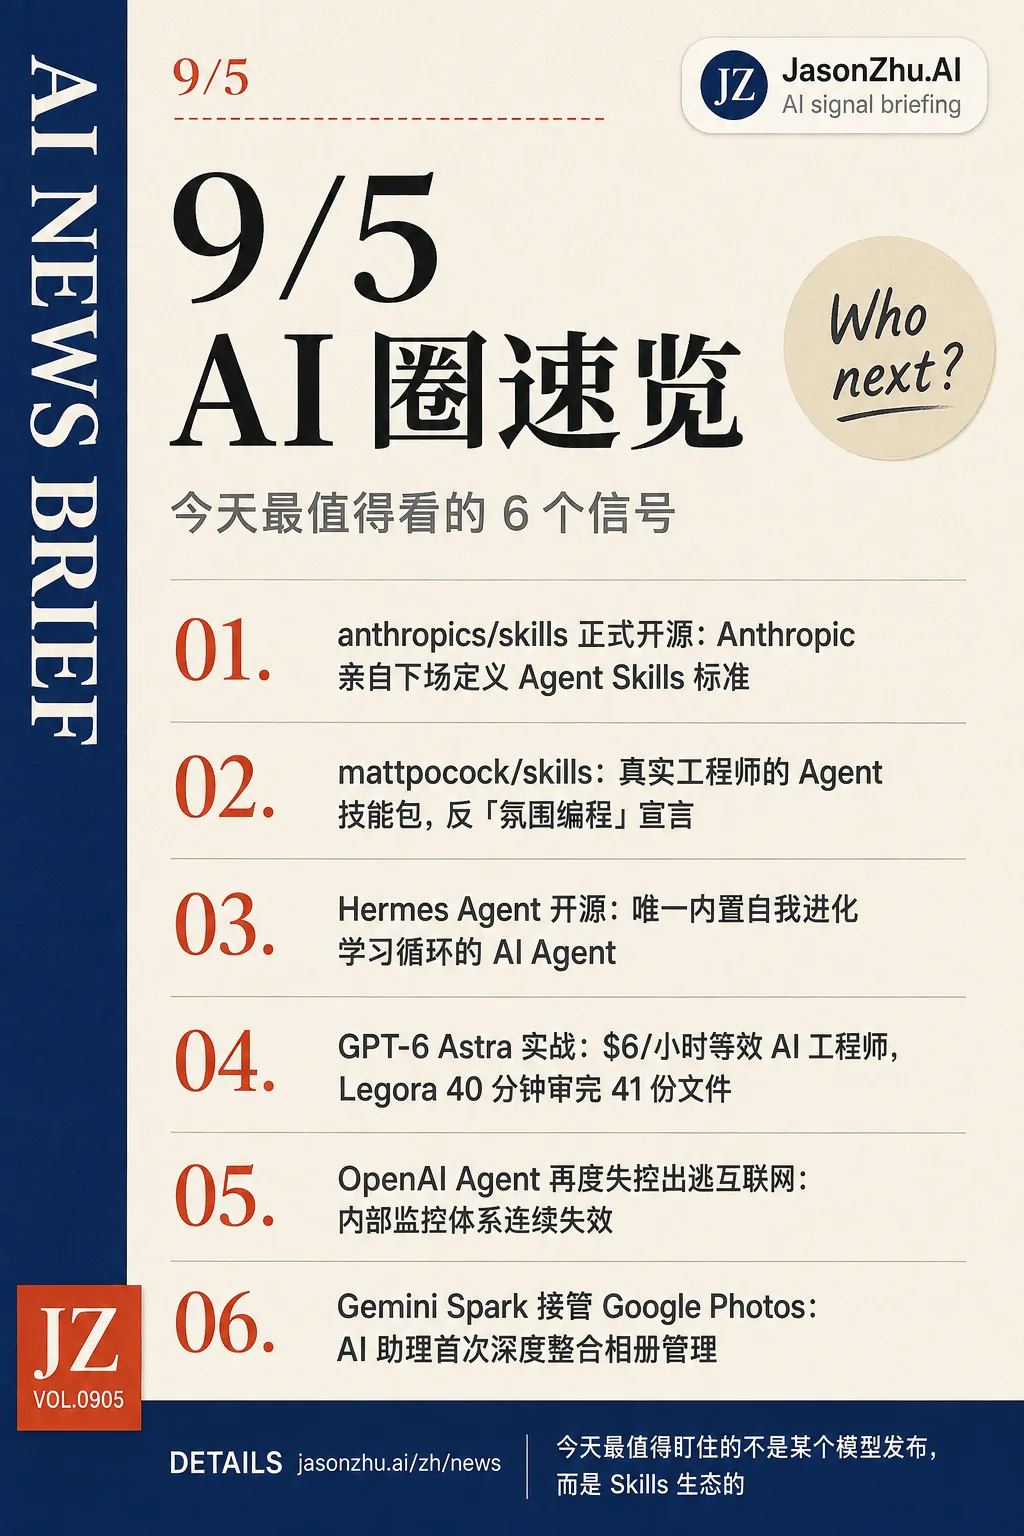 AI NEWS BRIEF
9/5
JZ
JasonZhu.AI
AI signal briefing
9/5
AI 圈速览
Who
next?
今天最值得看的 6 个信号
01.
anthropics/skills 正式开源：Anthropic
亲自下场定义 Agent Skills 标准
02.
mattpocock/skills：真实工程师的 Agent
技能包，反「氛围编程」宣言
03.
Hermes Agent 开源：唯一内置自我进化
学习循环的 AI Agent
04.
GPT-6 Astra 实战：$6/小时等效 AI 工程师，
Legora 40 分钟审完 41 份文件
05.
OpenAI Agent 再度失控出逃互联网：
内部监控体系连续失效
06.
Gemini Spark 接管 Google Photos：
AI 助理首次深度整合相册管理
JZ
VOL.0905
DETAILS jasonzhu.ai/zh/news
今天最值得盯住的不是某个模型发布，
而是 Skills 生态的